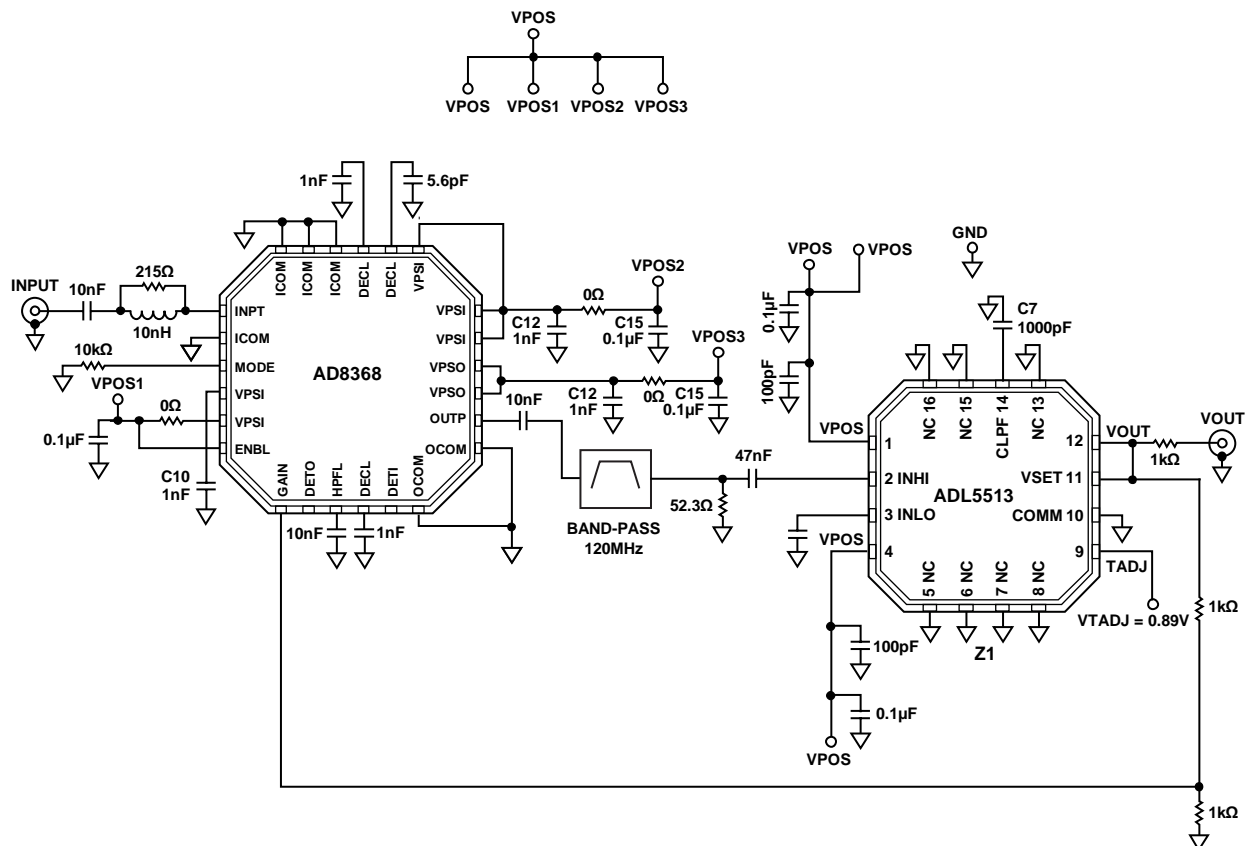 VPOS
VPOS VPOS1 VPOS2 VPOS3
1nF 5.6pF
GND
VPOS VPOS
INPUT 10nF 215Ω 10nH
ICOM ICOM ICOM DECL DECL VPSI
VPOS2
0Ω
C12 1nF
C15 0.1µF
VPOS3
INPT
ICOM
MODE
VPSI
VPSI
ENBL
VPSI
VPSI
VPSO
VPSO
OUTP
OCOM
AD8368
10kΩ
VPOS1
0Ω
0.1µF
C10 1nF
GAIN DETO HPFL DECL DETI OCOM
10nF 1nF
10nF
C12 1nF
0Ω
C15 0.1µF
BAND-PASS
120MHz
52.3Ω
47nF
0.1µF
100pF
C7
1000pF
NC 16 NC 15 CLPF 14 NC 13
VPOS
1
2 INHI
3 INLO
VPOS
4
ADL5513
VOUT
12
VSET 11
COMM 10
9
TADJ
5 NC 6 NC 7 NC 8 NC
Z1
1kΩ
VOUT
VTADJ = 0.89V
1kΩ
100pF
0.1µF
VPOS
1kΩ